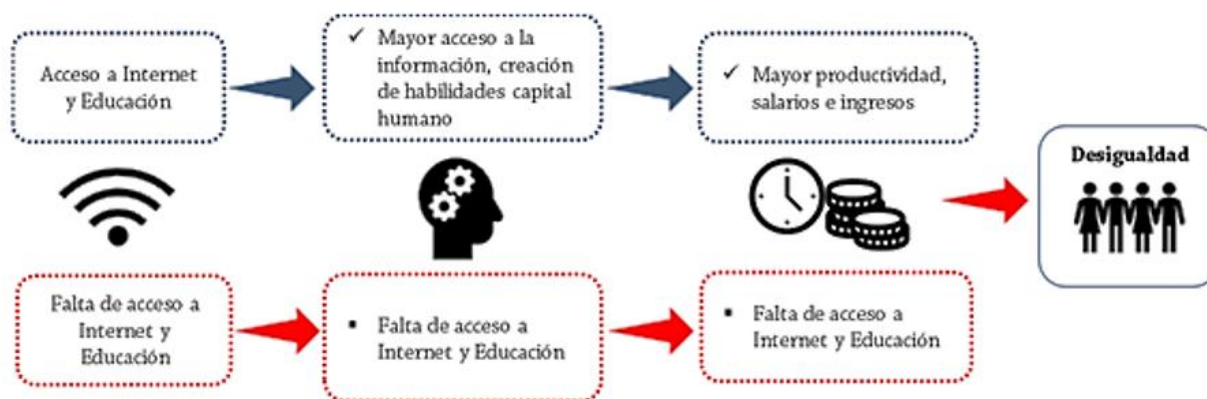 Acceso a Internet
y Educación
✓ Mayor acceso a la
información, creación
de habilidades capital
humano
✓ Mayor productividad,
salarios e ingresos
Desigualdad
Falta de acceso a
Internet y
Educación
▪ Falta de acceso a
Internet y Educación
▪ Falta de acceso a
Internet y Educación